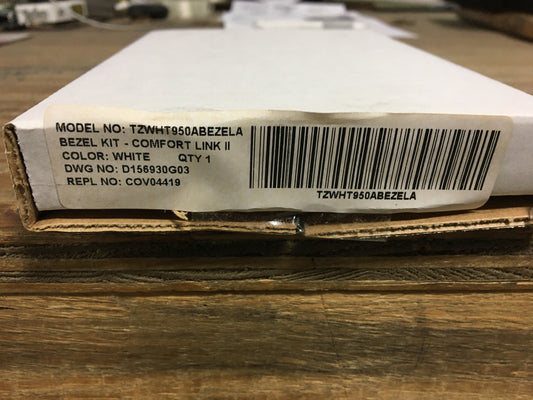 MODEL NO: TZWHT950ABEZELA
BEZEL KIT - COMFORT LINK II
COLOR: WHITE QTY 1
DWG NO: D156930G03
REPL NO: COV04419
TZWHT950ABEZELA